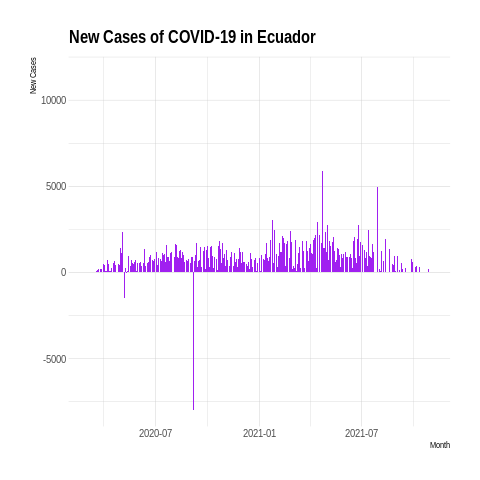 New Cases of COVID-19 in Ecuador
New Cases
10000
5000
0
-5000
2020-07
2021-01
2021-07
Month